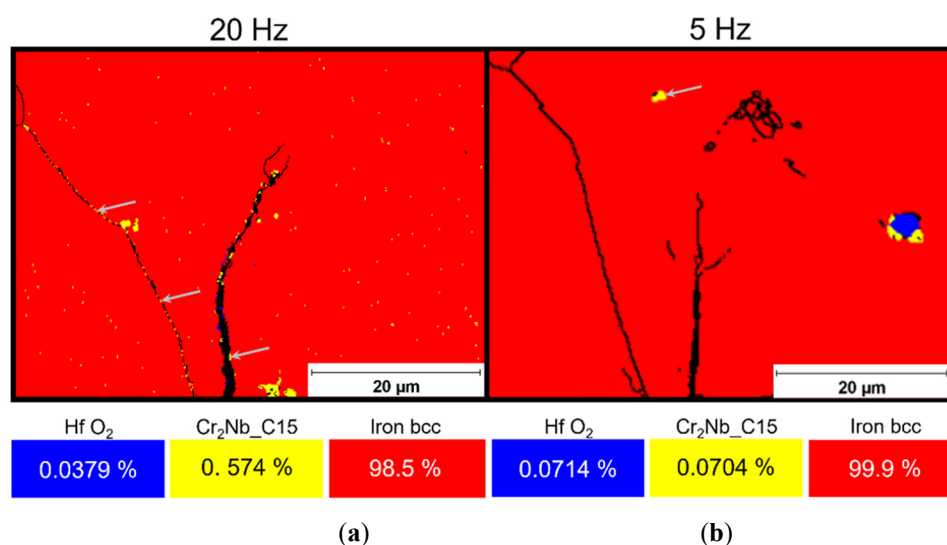 20 Hz
5 Hz
20 µm
20 µm
Hf O₂
Cr₂Nb_C15
Iron bcc
Hf O₂
Cr₂Nb_C15
Iron bcc
0.0379 %
0. 574 %
98.5 %
0.0714 %
0.0704 %
99.9 %
(a)
(b)